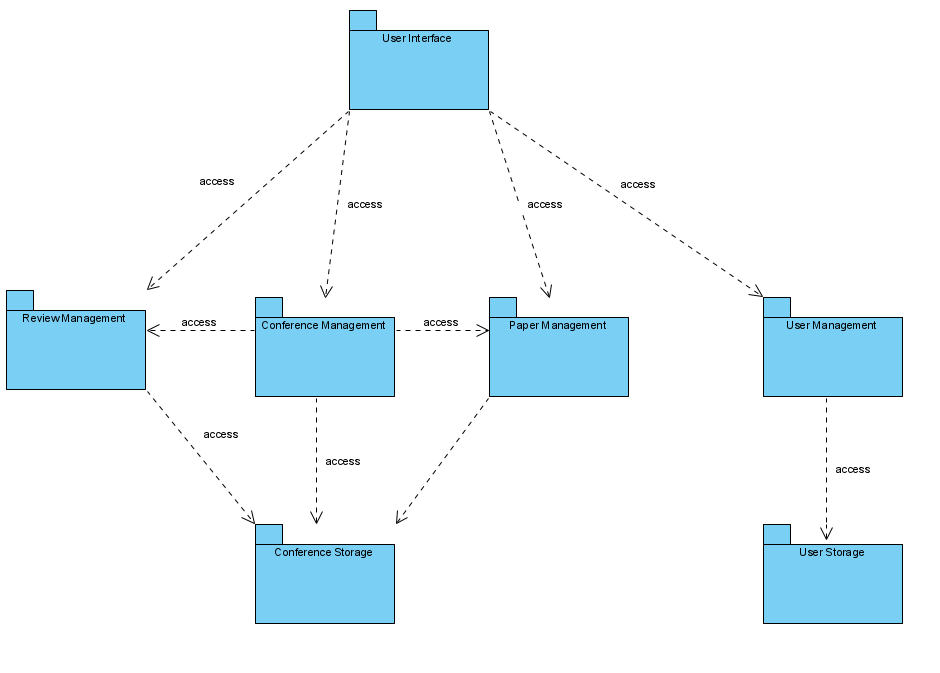 User Interface
access
access
access
access
ReviewManagement
access
Conference Management
access
Paper Management
User Management
access
access
access
Conference Storage
User Storage